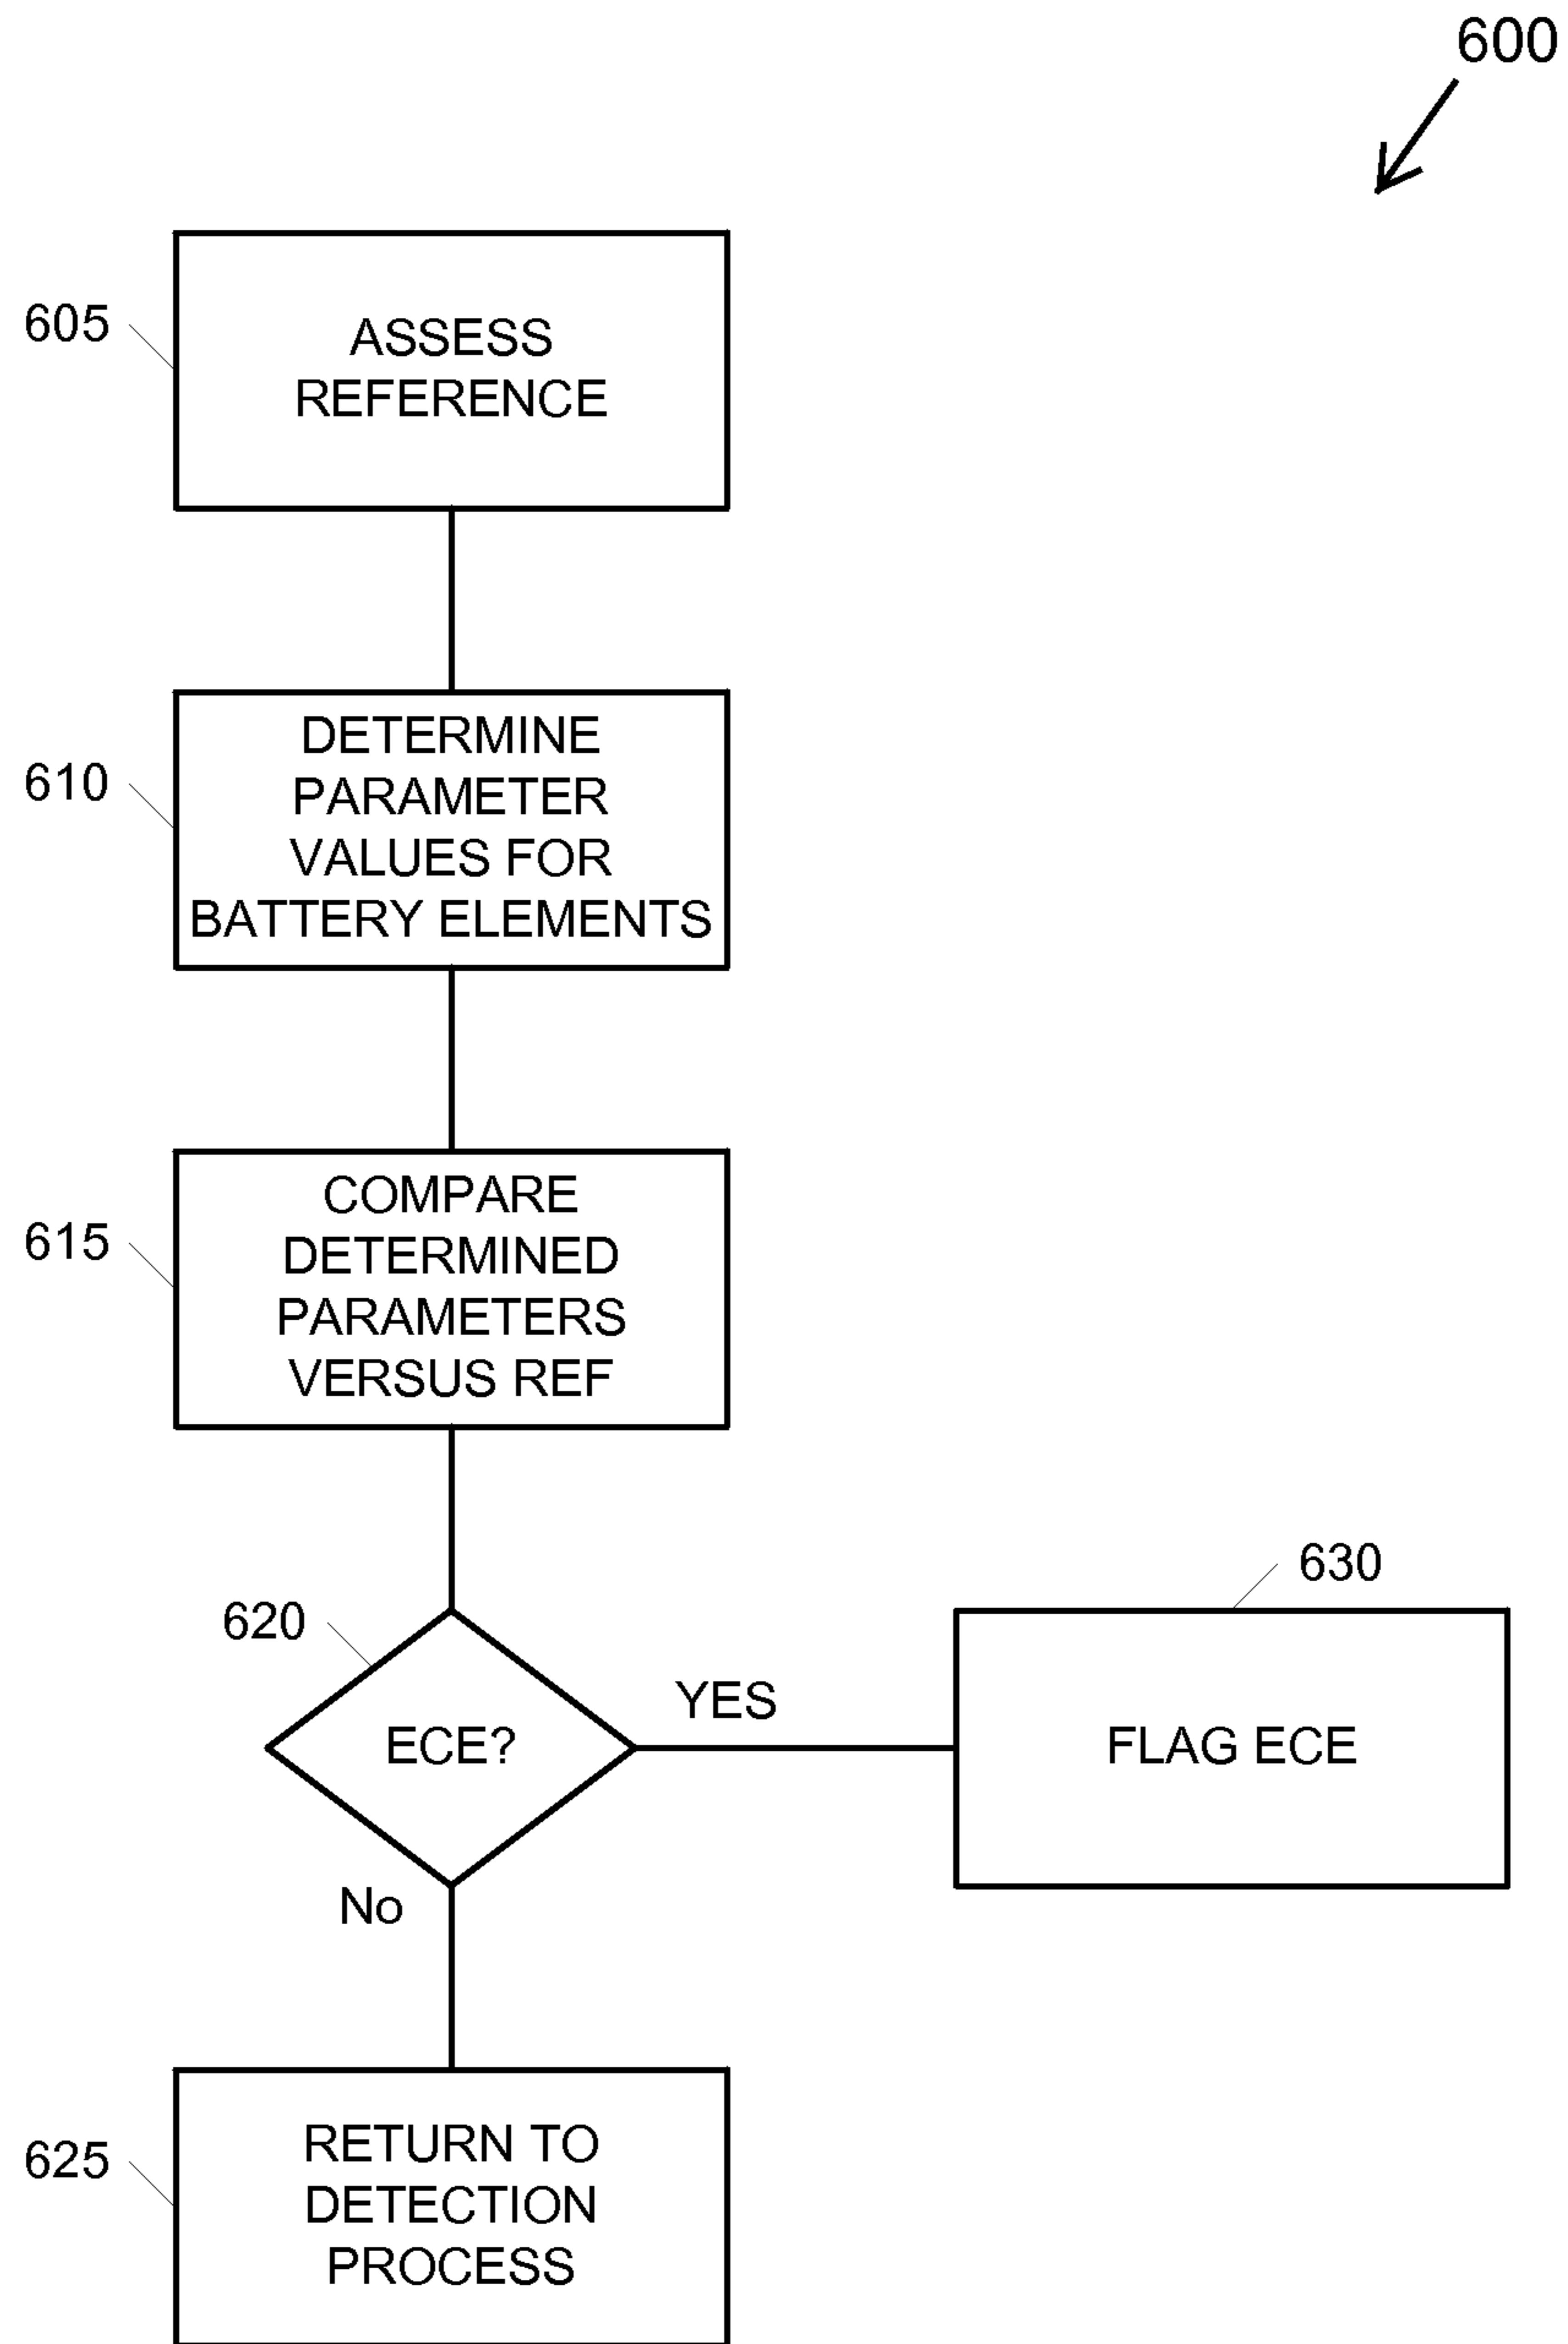 600
605
ASSESS
REFERENCE
610
DETERMINE
PARAMETER
VALUES FOR
BATTERY ELEMENTS
615
COMPARE
DETERMINED
PARAMETERS
VERSUS REF
620
ECE?
YES
630
FLAG ECE
No
625
RETURN TO
DETECTION
PROCESS